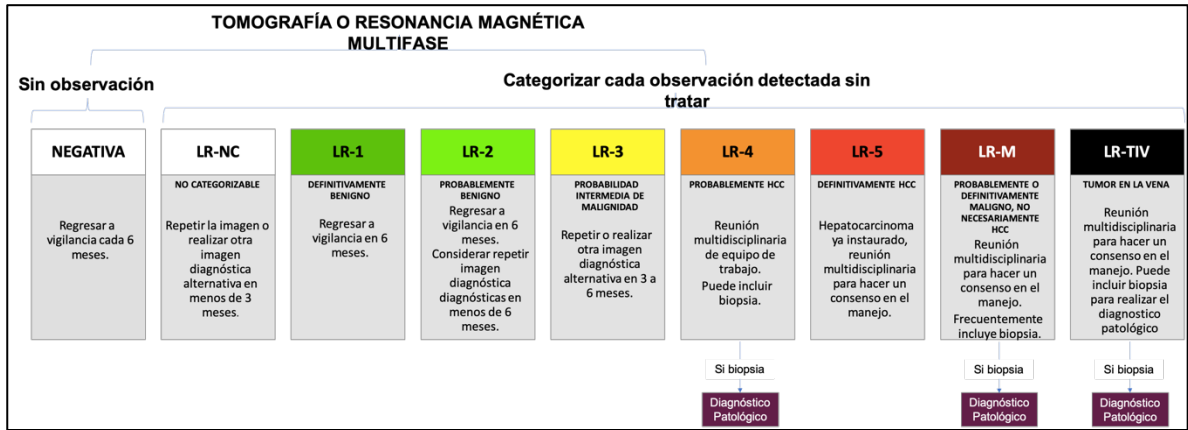 TOMOGRAFÍA O RESONANCIA MAGNÉTICA
MULTIFASE
Sin observación
Categorizar cada observación detectada sin
tratar
NEGATIVA
Regresar a
vigilancia cada 6
meses.
LR-NC
NO CATEGORIZABLE
Repetir la imagen o
realizar otra
imagen
diagnóstica
alternativa en
menos de 3 meses.
LR-1
DEFINITIVAMENTE
BENIGNO
Regresar a
vigilancia en 6
meses.
LR-2
PROBABLEMENTE
BENIGNO
Regresar a
vigilancia en 6
meses.
Considerar repetir
imagen
diagnóstica
diagnósticas en
menos de 6
meses.
LR-3
PROBABILIDAD
INTERMEDIA DE
MALIGNIDAD
Repetir o realizar
otra imagen
diagnóstica
alternativa en 3 a
6 meses.
LR-4
PROBABLEMENTE HCC
Reunión
multidisciplinaria
de equipo de
trabajo.
Puede incluir
biopsia.
Si biopsia
Diagnóstico
Patológico
LR-5
DEFINITIVAMENTE HCC
Hepatocarcinoma
ya instaurado,
reunión
multidisciplinaria
para hacer un
consenso en el
manejo.
LR-M
PROBABLEMENTE O
DEFINITIVAMENTE
MALIGNO, NO
NECESARIAMENTE
HCC
Reunión
multidisciplinaria
para hacer un
consenso en el
manejo.
Frecuentemente
incluye biopsia.
Si biopsia
Diagnóstico
Patológico
LR-TIV
TUMOR EN LA VENA
Reunión
multidisciplinaria
para hacer un
consenso en el
manejo. Puede
incluir biopsia
para realizar el
diagnostico
patológico
Si biopsia
Diagnóstico
Patológico